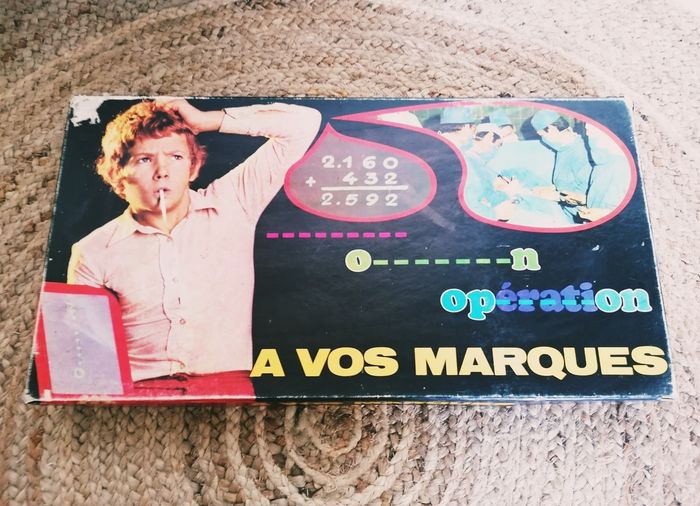 2.160
+ 432
2.592
---------
o-------n
opération
A VOS MARQUES
O-------N